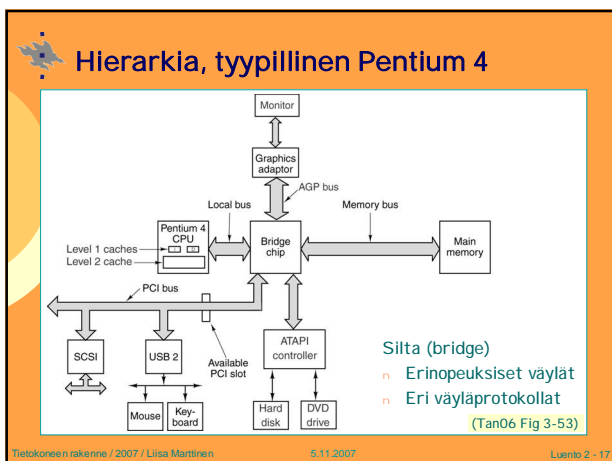 Hierarkia, tyypillinen Pentium 4
Monitor
Graphics
adaptor
AGP bus
Local bus
Memory bus
Pentium 4
CPU
Level 1 caches
Level 2 cache
Bridge
chip
Main
memory
PCI bus
SCSI
USB 2
Available
PCI slot
ATAPI
controller
Mouse
Key-
board
Hard
disk
DVD
drive
Silta (bridge)
n Erinopeuksiset väylät
n Eri väyläprotokollat
(Tan06 Fig 3-53)
Tietokoneen rakenne / 2007 / Liisa Marttinen 5.11.2007 Luento 2 - 17